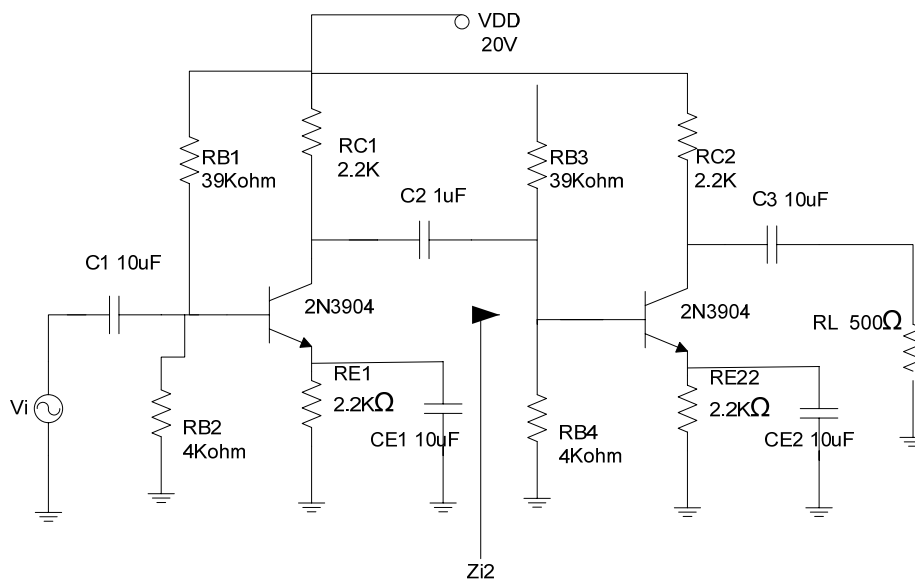 VDD
20V
RB1
39Kohm
RC1
2.2K
RB3
39Kohm
RC2
2.2K
C2 1uF
C3 10uF
C1 10uF
2N3904
2N3904
RL 500Ω
Vi
RE1
2.2KΩ
RE22
2.2KΩ
RB2
4Kohm
CE1 10uF
RB4
4Kohm
CE2 10uF
Zi2